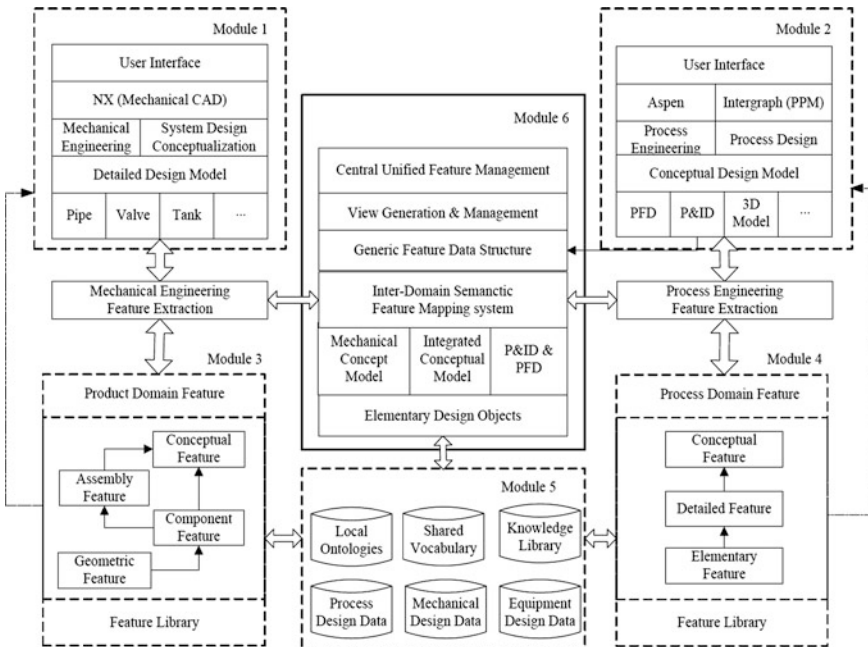 Module 1
User Interface
NX (Mechanical CAD)
Mechanical
Engineering
System Design
Conceptualization
Detailed Design Model
Pipe
Valve
Tank
...
Mechanical Engineering
Feature Extraction
Module 2
User Interface
Aspen
Intergraph (PPM)
Process
Engineering
Process Design
Conceptual Design Model
PFD
P&ID
3D
Model
...
Process Engineering
Feature Extraction
Module 6
Central Unified Feature Management
View Generation & Management
Generic Feature Data Structure
Inter-Domain Semanctic
Feature Mapping system
Mechanical
Concept
Model
Integrated
Conceptual
Model
P&ID &
PFD
Elementary Design Objects
Module 3
Product Domain Feature
Conceptual
Feature
Assembly
Feature
Component
Feature
Geometric
Feature
Feature Library
Module 5
Local
Ontologies
Shared
Vocabulary
Knowledge
Library
Process
Design Data
Mechanical
Design Data
Equipment
Design Data
Module 4
Process Domain Feature
Conceptual
Feature
Detailed Feature
Elementary
Feature
Feature Library